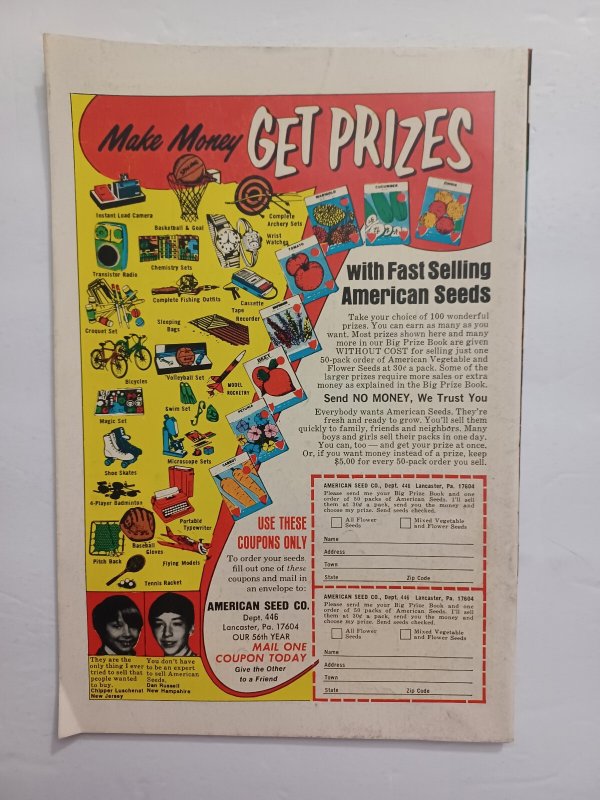 Make Money GET PRIZES
Instant Load Camera
Basketball & Goal
Complete
Archery Sets
Wrist
Watches
Transistor Radio
Chemistry Sets
Complete Fishing Outfits
Cassette
Tape
Recorder
Croquet Set
Sleeping
Bags
Bicycles
Volleyball Set
MODEL
ROCKETRY
Swim Set
Magic Set
Shoe Skates
Microscope Sets
4-Player Badminton
Portable
Typewriter
Pitch Back
Baseball
Gloves
Flying Models
Tennis Racket
MARIGOLD
CUCUMBER
ZINNIA
TOMATO
BEET
PETUNIA
CARROT
with Fast Selling
American Seeds
Take your choice of 100 wonderful
prizes. You can earn as many as you
want. Most prizes shown here and many
more in our Big Prize Book are given
WITHOUT COST for selling just one
50-pack order of American Vegetable and
Flower Seeds at 30¢ a pack. Some of the
larger prizes require more sales or extra
money as explained in the Big Prize Book.
Send NO MONEY, We Trust You
Everybody wants American Seeds. They're
fresh and ready to grow. You'll sell them
quickly to family, friends and neighbors. Many
boys and girls sell their packs in one day.
You can, too — and get your prize at once.
Or, if you want money instead of a prize, keep
$5.00 for every 50-pack order you sell.
USE THESE
COUPONS ONLY
To order your seeds
fill out one of these
coupons and mail in
an envelope to:
AMERICAN SEED CO.
Dept. 446
Lancaster, Pa. 17604
OUR 56th YEAR
MAIL ONE
COUPON TODAY
Give the Other
to a Friend
They are the
only thing I ever
tried to sell that
people wanted
to buy.
Chipper Luschenat
New Jersey
You don't have
to be an expert
to sell American
Seeds.
Dan Russell
New Hampshire
AMERICAN SEED CO., Dept. 446 Lancaster, Pa. 17604
Please send me your Big Prize Book and one
order of 50 packs of American Seeds. I'll sell
them at 30¢ a pack, send you the money and
choose my prize. Send seeds checked.
All Flower
Seeds
Mixed Vegetable
and Flower Seeds
Name
Address
Town
State Zip Code
AMERICAN SEED CO., Dept. 446 Lancaster, Pa. 17604
Please send me your Big Prize Book and one
order of 50 packs of American Seeds. I'll sell
them at 30¢ a pack, send you the money and
choose my prize. Send seeds checked.
All Flower
Seeds
Mixed Vegetable
and Flower Seeds
Name
Address
Town
State Zip Code